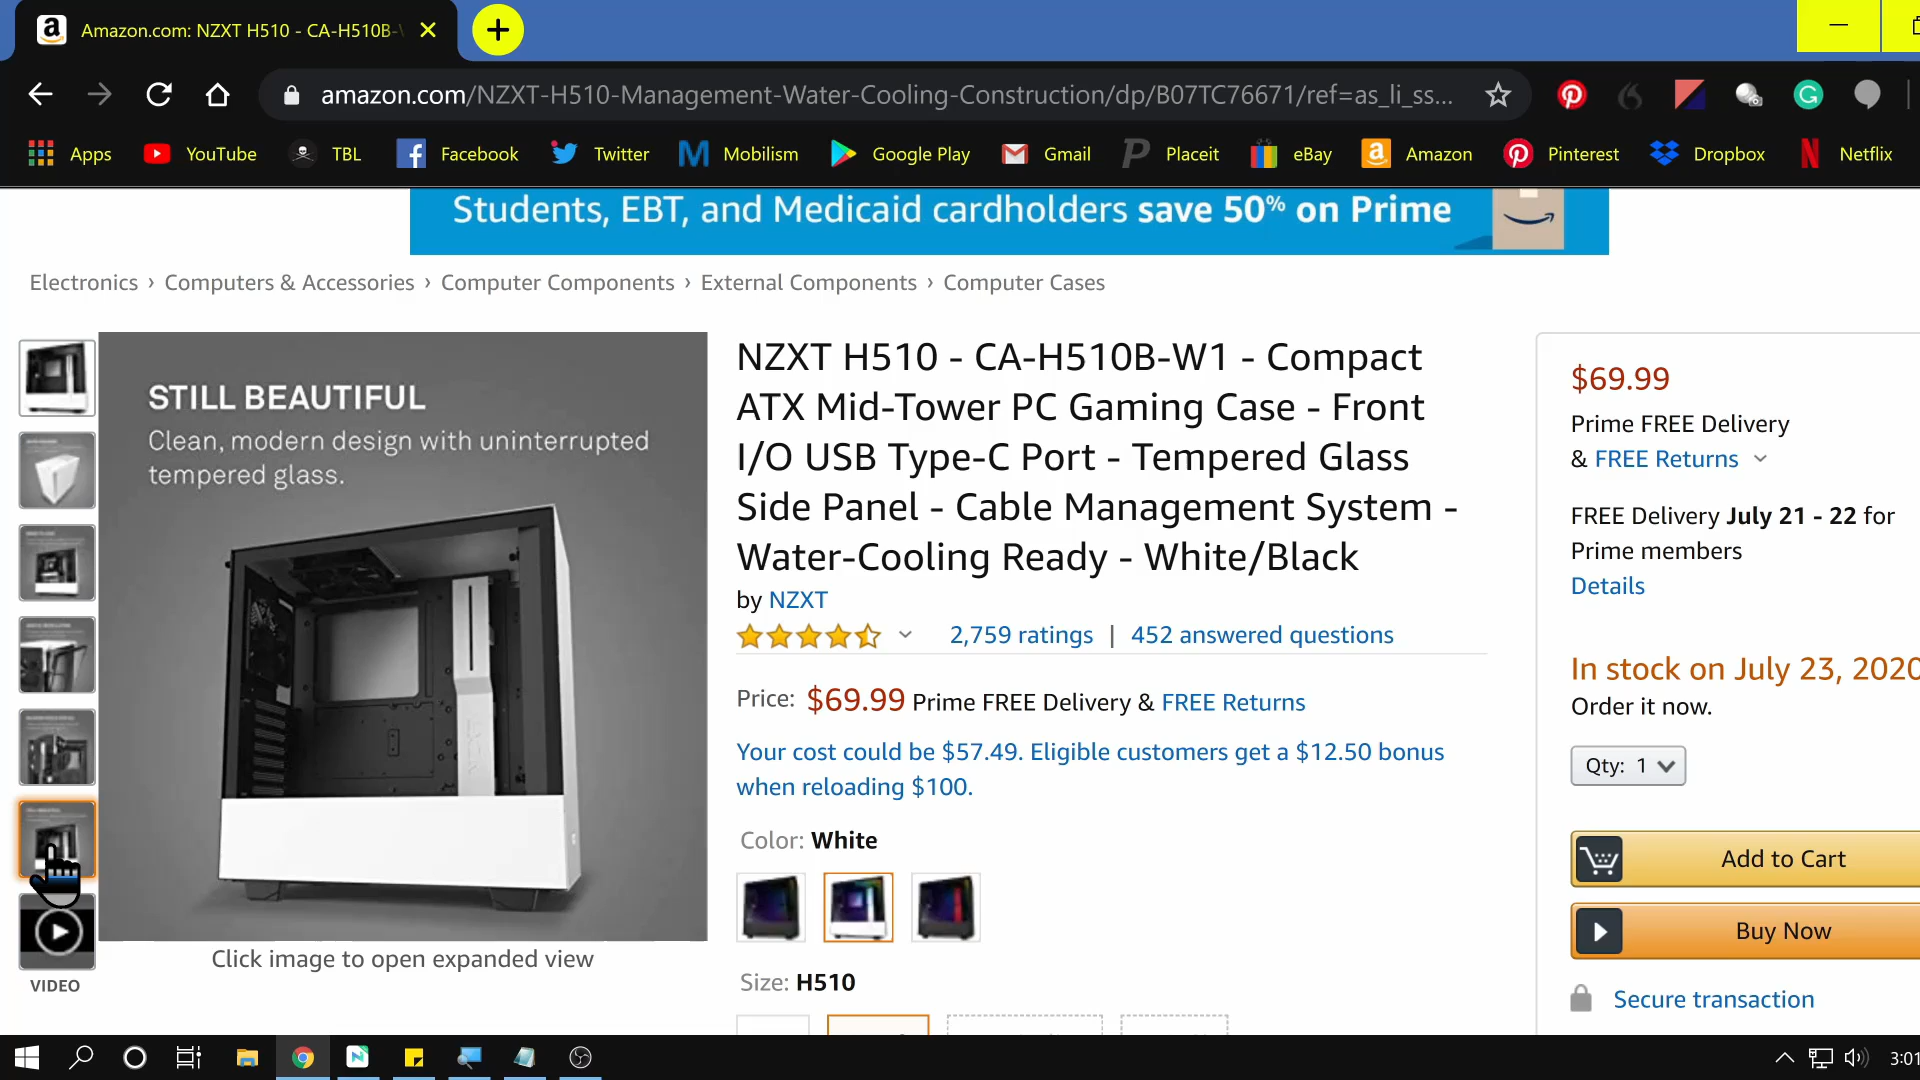 Amazon.com: NZXT H510 - CA-H510B-
amazon.com/NZXT-H510-Management-Water-Cooling-Construction/dp/B07TC76671/ref=as_li_ss...
Apps YouTube TBL Facebook Twitter Mobilism Google Play Gmail Placeit eBay Amazon Pinterest Dropbox Netflix
Students, EBT, and Medicaid cardholders save 50% on Prime
Electronics › Computers & Accessories › Computer Components › External Components › Computer Cases
STILL BEAUTIFUL
Clean, modern design with uninterrupted
tempered glass.
Click image to open expanded view
VIDEO
NZXT H510 - CA-H510B-W1 - Compact
ATX Mid-Tower PC Gaming Case - Front
I/O USB Type-C Port - Tempered Glass
Side Panel - Cable Management System -
Water-Cooling Ready - White/Black
by NZXT
2,759 ratings | 452 answered questions
Price: $69.99 Prime FREE Delivery & FREE Returns
Your cost could be $57.49. Eligible customers get a $12.50 bonus
when reloading $100.
Color: White
Size: H510
$69.99
Prime FREE Delivery
& FREE Returns
FREE Delivery July 21 - 22 for
Prime members
Details
In stock on July 23, 2020
Order it now.
Qty: 1
Add to Cart
Buy Now
Secure transaction
3:01